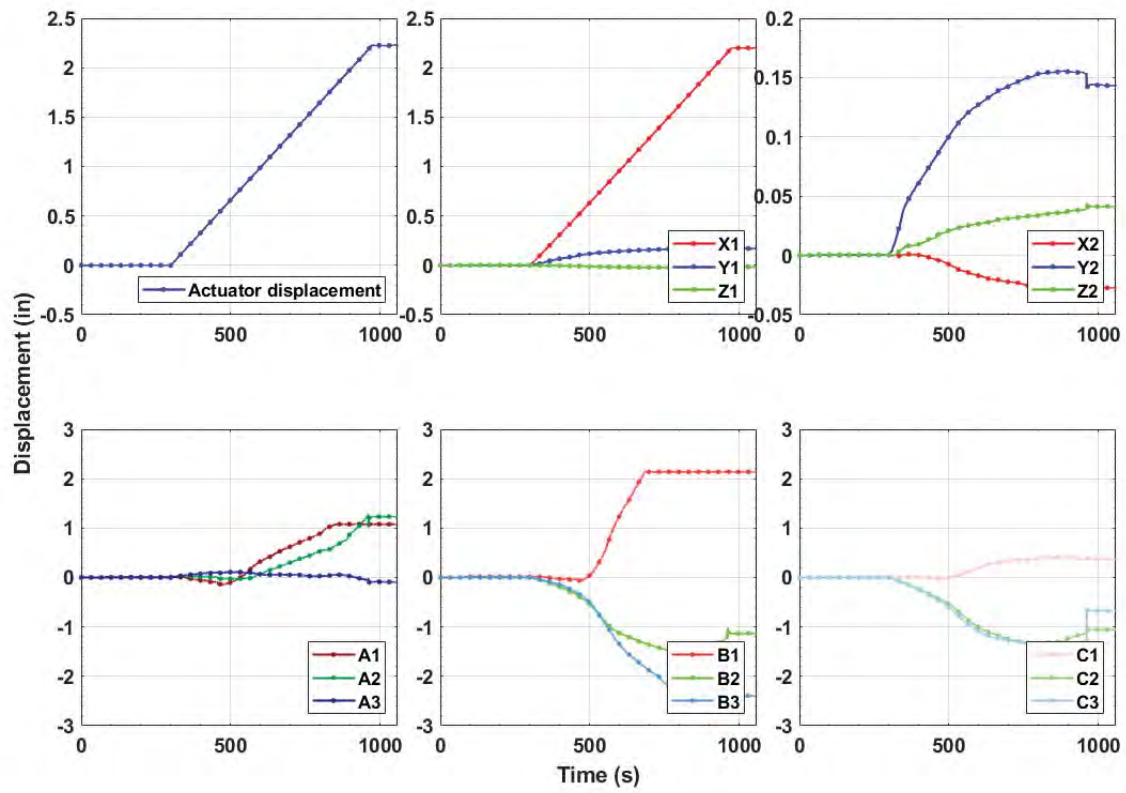 2.5
2
1.5
1
0.5
0
-0.5
0 500 1000
Actuator displacement
2.5
2
1.5
1
0.5
0
-0.5
0 500 1000
X1
Y1
Z1
0.2
0.15
0.1
0.05
0
0.05
0 500 1000
X2
Y2
Z2
Displacement (in)
3
2
1
0
-1
-2
-3
0 500 1000
A1
A2
A3
3
2
1
0
-1
-2
-3
0 500 1000
B1
B2
B3
3
2
1
0
-1
-2
-3
0 500 1000
C1
C2
C3
Time (s)